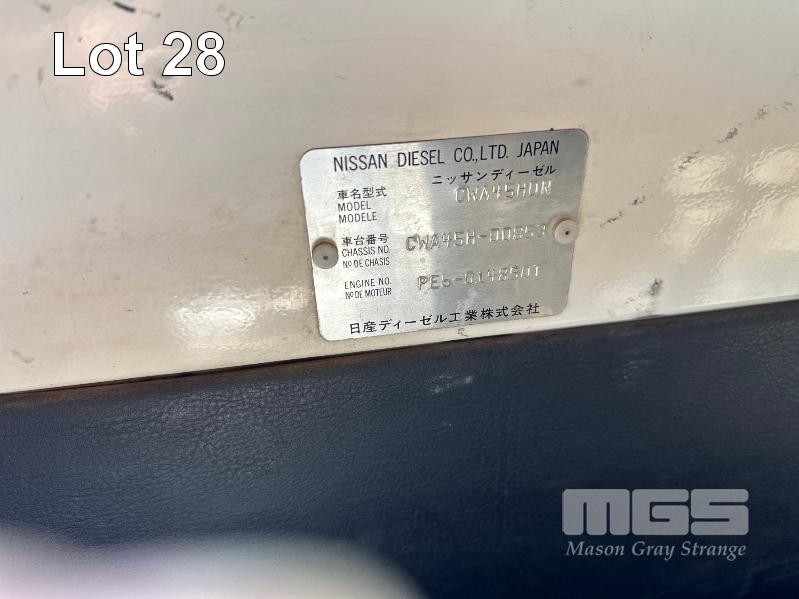 Lot 28
NISSAN DIESEL CO.,LTD. JAPAN
ニッサンディーゼル
車名型式
MODEL
MODELE
CWA45HDN
車台番号
CHASSIS NO.
Nº DE CHASIS
ENGINE NO.
Nº DE MOTEUR
日産ディーゼル工業株式会社
MGS
Mason Gray Strange